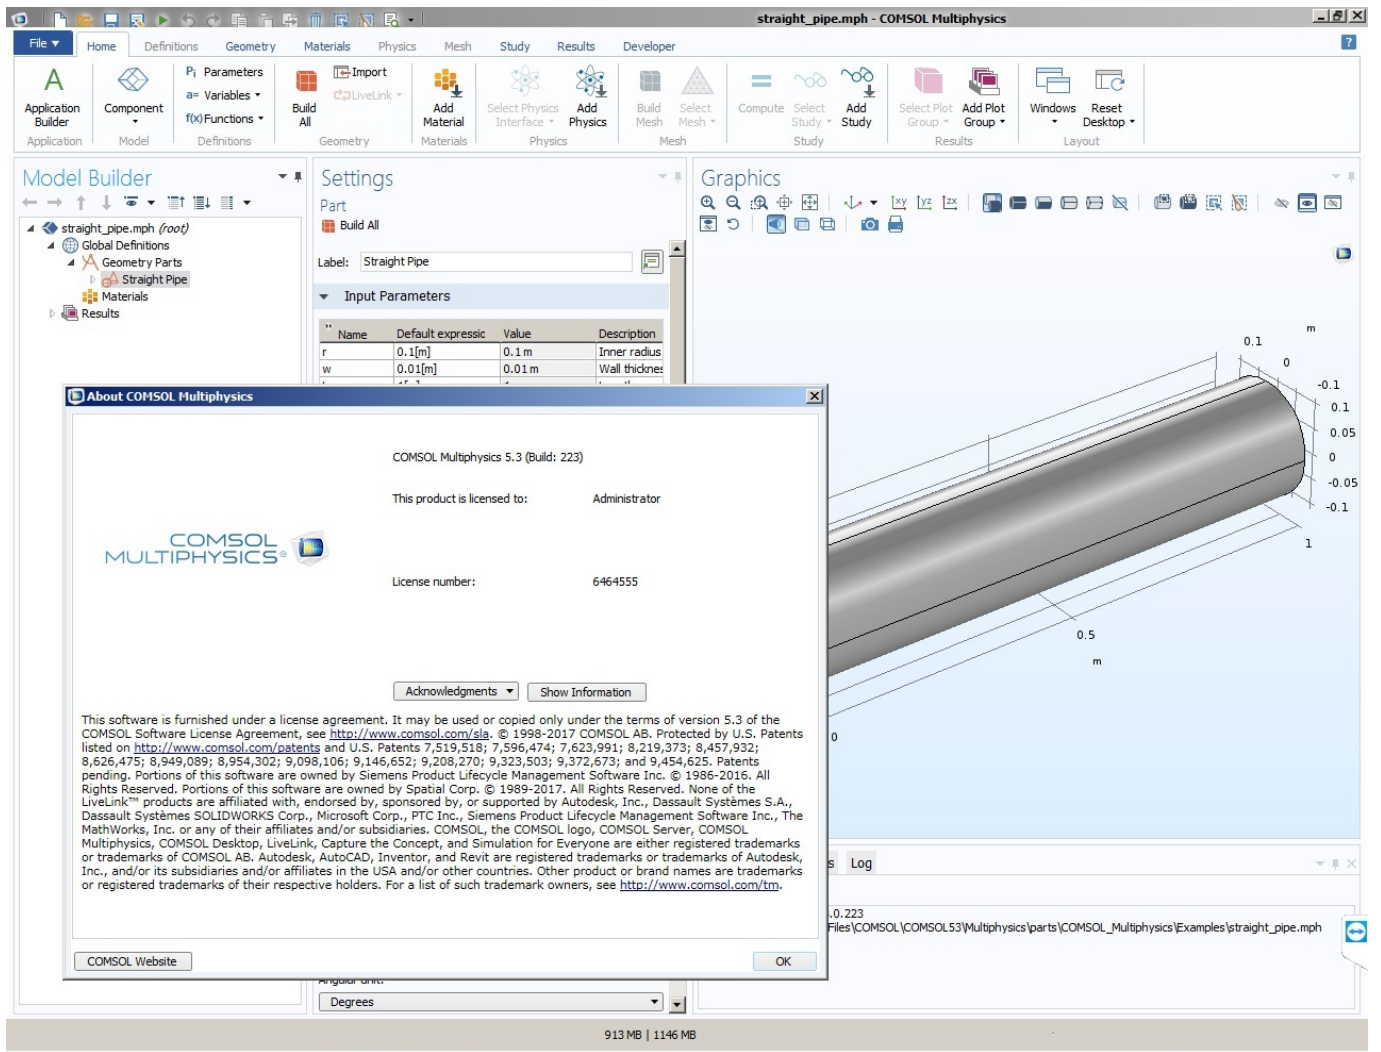 straight_pipe.mph - COMSOL Multiphysics
File Home Definitions Geometry Materials Physics Mesh Study Results Developer
Pi Parameters
a= Variables
f(x) Functions
Import
LiveLink
Application Builder
Component
Build All
Add Material
Select Physics Interface
Add Physics
Build Mesh
Select Mesh
Compute
Select Study
Add Study
Select Plot Group
Add Plot Group
Windows
Reset Desktop
Application Model Definitions Geometry Materials Physics Mesh Study Results Layout
Model Builder
straight_pipe.mph (root)
Global Definitions
Geometry Parts
Straight Pipe
Materials
Results
Settings
Part
Build All
Label: Straight Pipe
Input Parameters
Name Default expressic Value Description
r 0.1[m] 0.1 m Inner radius
w 0.01[m] 0.01 m Wall thicknes
Graphics
xy yz zx
m
0.1
0
-0.1
0.1
0.05
0
-0.05
-0.1
1
0.5
m
0
About COMSOL Multiphysics
COMSOL Multiphysics 5.3 (Build: 223)
This product is licensed to: Administrator
COMSOL
MULTIPHYSICS®
License number: 6464555
Acknowledgments Show Information
This software is furnished under a license agreement. It may be used or copied only under the terms of version 5.3 of the
COMSOL Software License Agreement, see http://www.comsol.com/sla. © 1998-2017 COMSOL AB. Protected by U.S. Patents
listed on http://www.comsol.com/patents and U.S. Patents 7,519,518; 7,596,474; 7,623,991; 8,219,373; 8,457,932;
8,626,475; 8,949,089; 8,954,302; 9,098,106; 9,146,652; 9,208,270; 9,323,503; 9,372,673; and 9,454,625. Patents
pending. Portions of this software are owned by Siemens Product Lifecycle Management Software Inc. © 1986-2016. All
Rights Reserved. Portions of this software are owned by Spatial Corp. © 1989-2017. All Rights Reserved. None of the
LiveLink™ products are affiliated with, endorsed by, sponsored by, or supported by Autodesk, Inc., Dassault Systèmes S.A.,
Dassault Systèmes SOLIDWORKS Corp., Microsoft Corp., PTC Inc., Siemens Product Lifecycle Management Software Inc., The
MathWorks, Inc. or any of their affiliates and/or subsidiaries. COMSOL, the COMSOL logo, COMSOL Server, COMSOL
Multiphysics, COMSOL Desktop, LiveLink, Capture the Concept, and Simulation for Everyone are either registered trademarks
or trademarks of COMSOL AB. Autodesk, AutoCAD, Inventor, and Revit are registered trademarks or trademarks of Autodesk,
Inc., and/or its subsidiaries and/or affiliates in the USA and/or other countries. Other product or brand names are trademarks
or registered trademarks of their respective holders. For a list of such trademark owners, see http://www.comsol.com/tm.
COMSOL Website OK
s Log
.0.223
Files\COMSOL\COMSOL53\Multiphysics\parts\COMSOL_Multiphysics\Examples\straight_pipe.mph
Angular unit:
Degrees
913 MB | 1146 MB